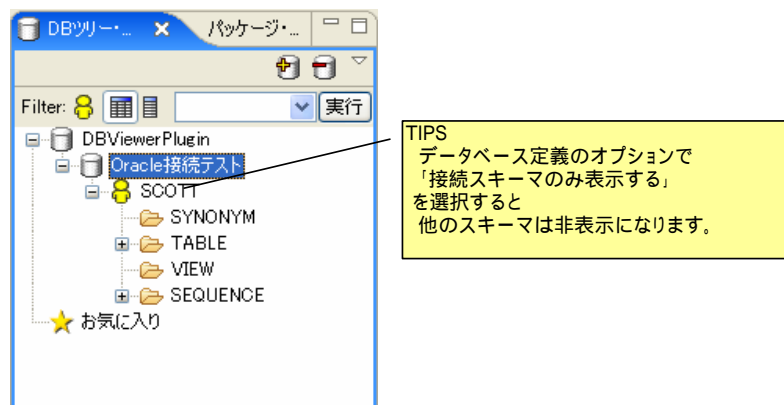 DBツリー・... パッケージ・...
Filter: 実行
DBViewerPlugin
Oracle接続テスト
SCOTT
SYNONYM
TABLE
VIEW
SEQUENCE
お気に入り
TIPS
データベース定義のオプションで
「接続スキーマのみ表示する」
を選択すると
他のスキーマは非表示になります。